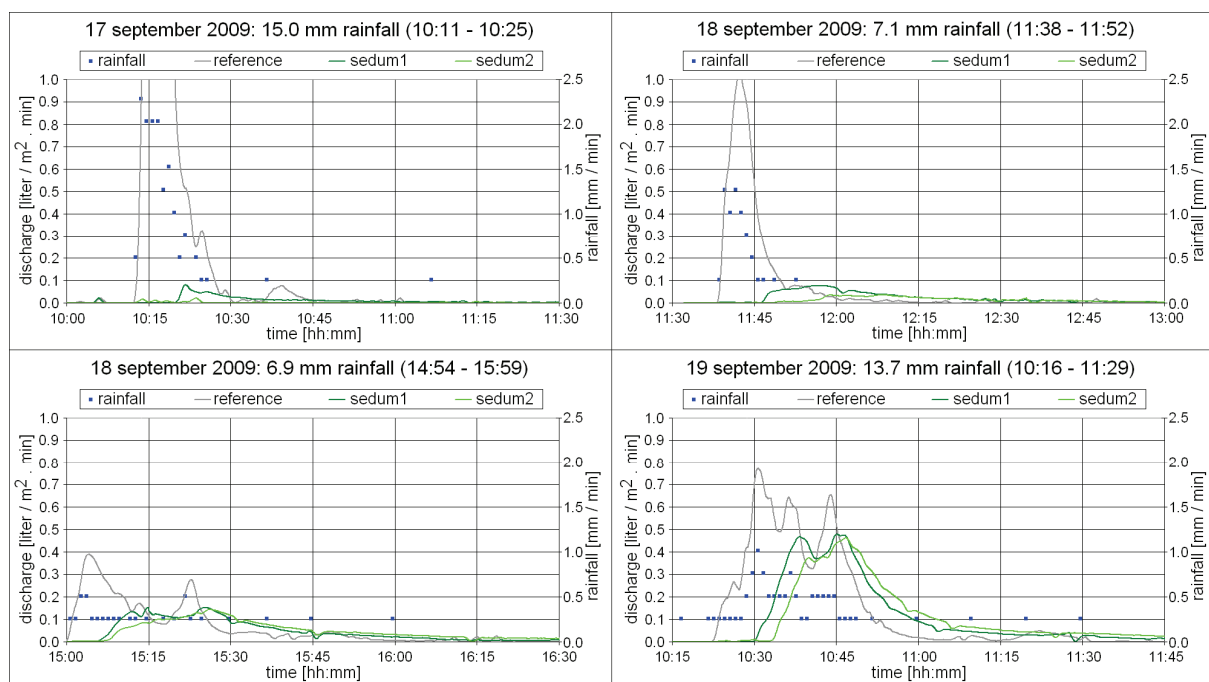 17 september 2009: 15.0 mm rainfall (10:11 - 10:25)
rainfall reference sedum1 sedum2
discharge [liter / m² . min]
1.0
0.9
0.8
0.7
0.6
0.5
0.4
0.3
0.2
0.1
0.0
2.5
2.0
1.5
1.0
0.5
0.0
rainfall [mm / min]
10:00 10:15 10:30 10:45 11:00 11:15 11:30
time [hh:mm]
18 september 2009: 7.1 mm rainfall (11:38 - 11:52)
rainfall reference sedum1 sedum2
discharge [liter / m² . min]
1.0
0.9
0.8
0.7
0.6
0.5
0.4
0.3
0.2
0.1
0.0
2.5
2.0
1.5
1.0
0.5
0.0
rainfall [mm / min]
11:30 11:45 12:00 12:15 12:30 12:45 13:00
time [hh:mm]
18 september 2009: 6.9 mm rainfall (14:54 - 15:59)
rainfall reference sedum1 sedum2
discharge [liter / m² . min]
1.0
0.9
0.8
0.7
0.6
0.5
0.4
0.3
0.2
0.1
0.0
2.5
2.0
1.5
1.0
0.5
0.0
rainfall [mm / min]
15:00 15:15 15:30 15:45 16:00 16:15 16:30
time [hh:mm]
19 september 2009: 13.7 mm rainfall (10:16 - 11:29)
rainfall reference sedum1 sedum2
discharge [liter / m² . min]
1.0
0.9
0.8
0.7
0.6
0.5
0.4
0.3
0.2
0.1
0.0
2.5
2.0
1.5
1.0
0.5
0.0
rainfall [mm / min]
10:15 10:30 10:45 11:00 11:15 11:30 11:45
time [hh:mm]